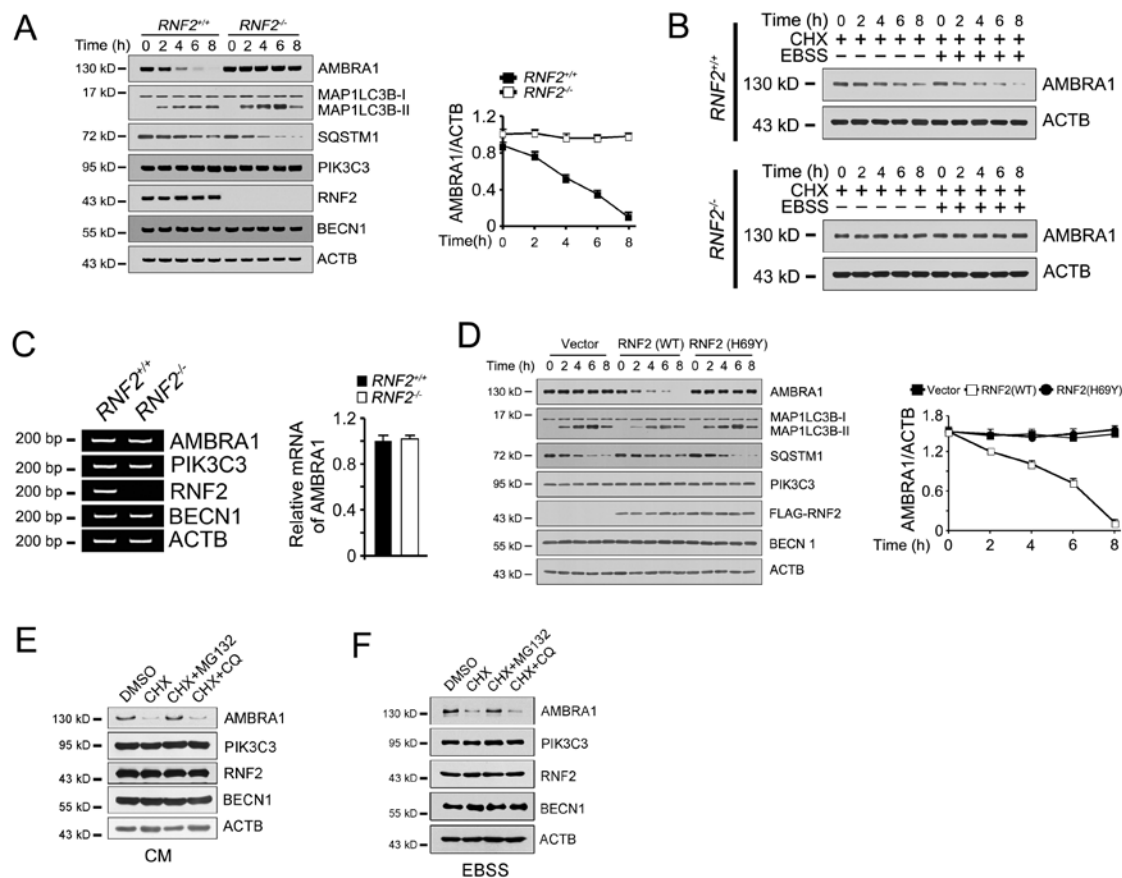 A
RNF2+/+ RNF2-/-
Time (h) 0 2 4 6 8 0 2 4 6 8
130 kD AMBRA1
17 kD MAP1LC3B-I
MAP1LC3B-II
72 kD SQSTM1
95 kD PIK3C3
43 kD RNF2
55 kD BECN1
43 kD ACTB
RNF2+/+
RNF2-/-
AMBRA1/ACTB
1.2
0.8
0.4
0
Time(h) 0 2 4 6 8
B
RNF2+/+
Time (h) 0 2 4 6 8 0 2 4 6 8
CHX + + + + + + + + + +
EBSS − − − − − + + + + +
130 kD AMBRA1
43 kD ACTB
RNF2-/-
Time (h) 0 2 4 6 8 0 2 4 6 8
CHX + + + + + + + + + +
EBSS − − − − − + + + + +
130 kD AMBRA1
43 kD ACTB
C
RNF2+/+ RNF2-/-
200 bp AMBRA1
200 bp PIK3C3
200 bp RNF2
200 bp BECN1
200 bp ACTB
RNF2+/+
RNF2-/-
Relative mRNA
of AMBRA1
1.2
0.8
0.4
0
D
Vector RNF2 (WT) RNF2 (H69Y)
Time (h) 0 2 4 6 8 0 2 4 6 8 0 2 4 6 8
130 kD AMBRA1
17 kD MAP1LC3B-I
MAP1LC3B-II
72 kD SQSTM1
95 kD PIK3C3
43 kD FLAG-RNF2
55 kD BECN 1
43 kD ACTB
Vector RNF2(WT) RNF2(H69Y)
AMBRA1/ACTB
1.8
1.5
1.2
0.6
0
Time (h) 0 2 4 6 8
E
DMSO CHX CHX+MG132 CHX+CQ
130 kD AMBRA1
95 kD PIK3C3
43 kD RNF2
55 kD BECN1
43 kD ACTB
CM
F
DMSO CHX CHX+MG132 CHX+CQ
130 kD AMBRA1
95 kD PIK3C3
43 kD RNF2
55 kD BECN1
43 kD ACTB
EBSS